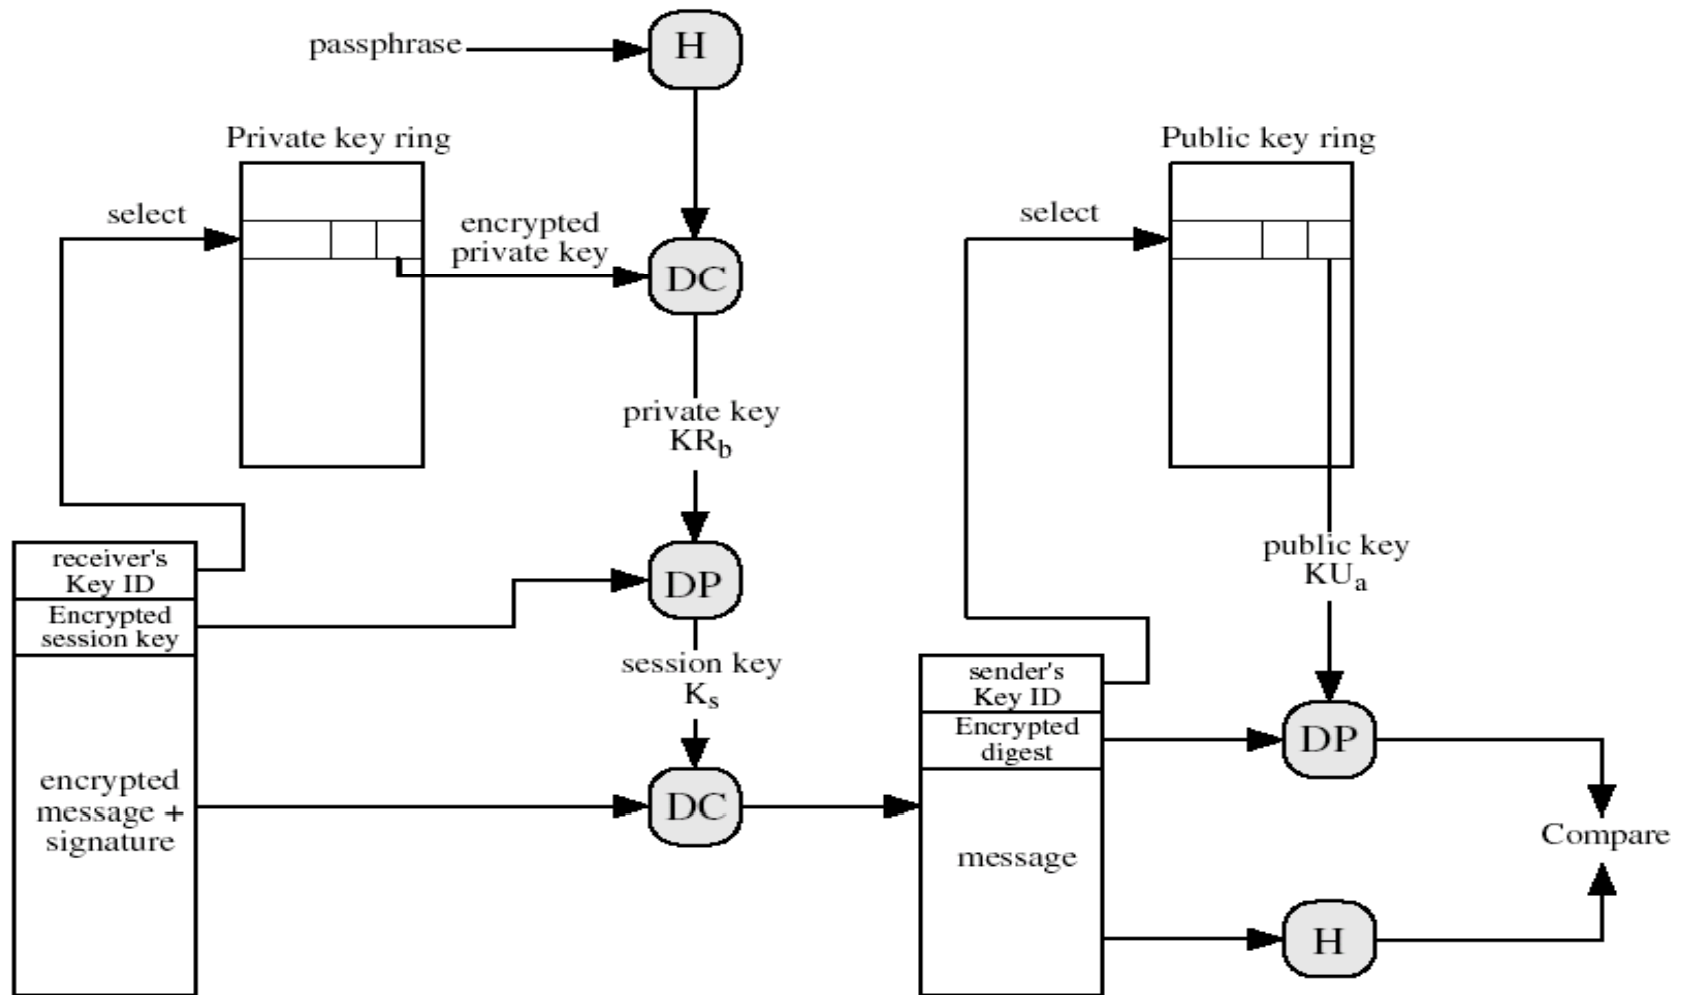 passphrase
H
Private key ring
Public key ring
select
encrypted
private key
select
DC
private key
KRb
receiver's
Key ID
Encrypted
session key
DP
public key
KUa
session key
Ks
sender's
Key ID
Encrypted
digest
DP
encrypted
message +
signature
DC
message
Compare
H